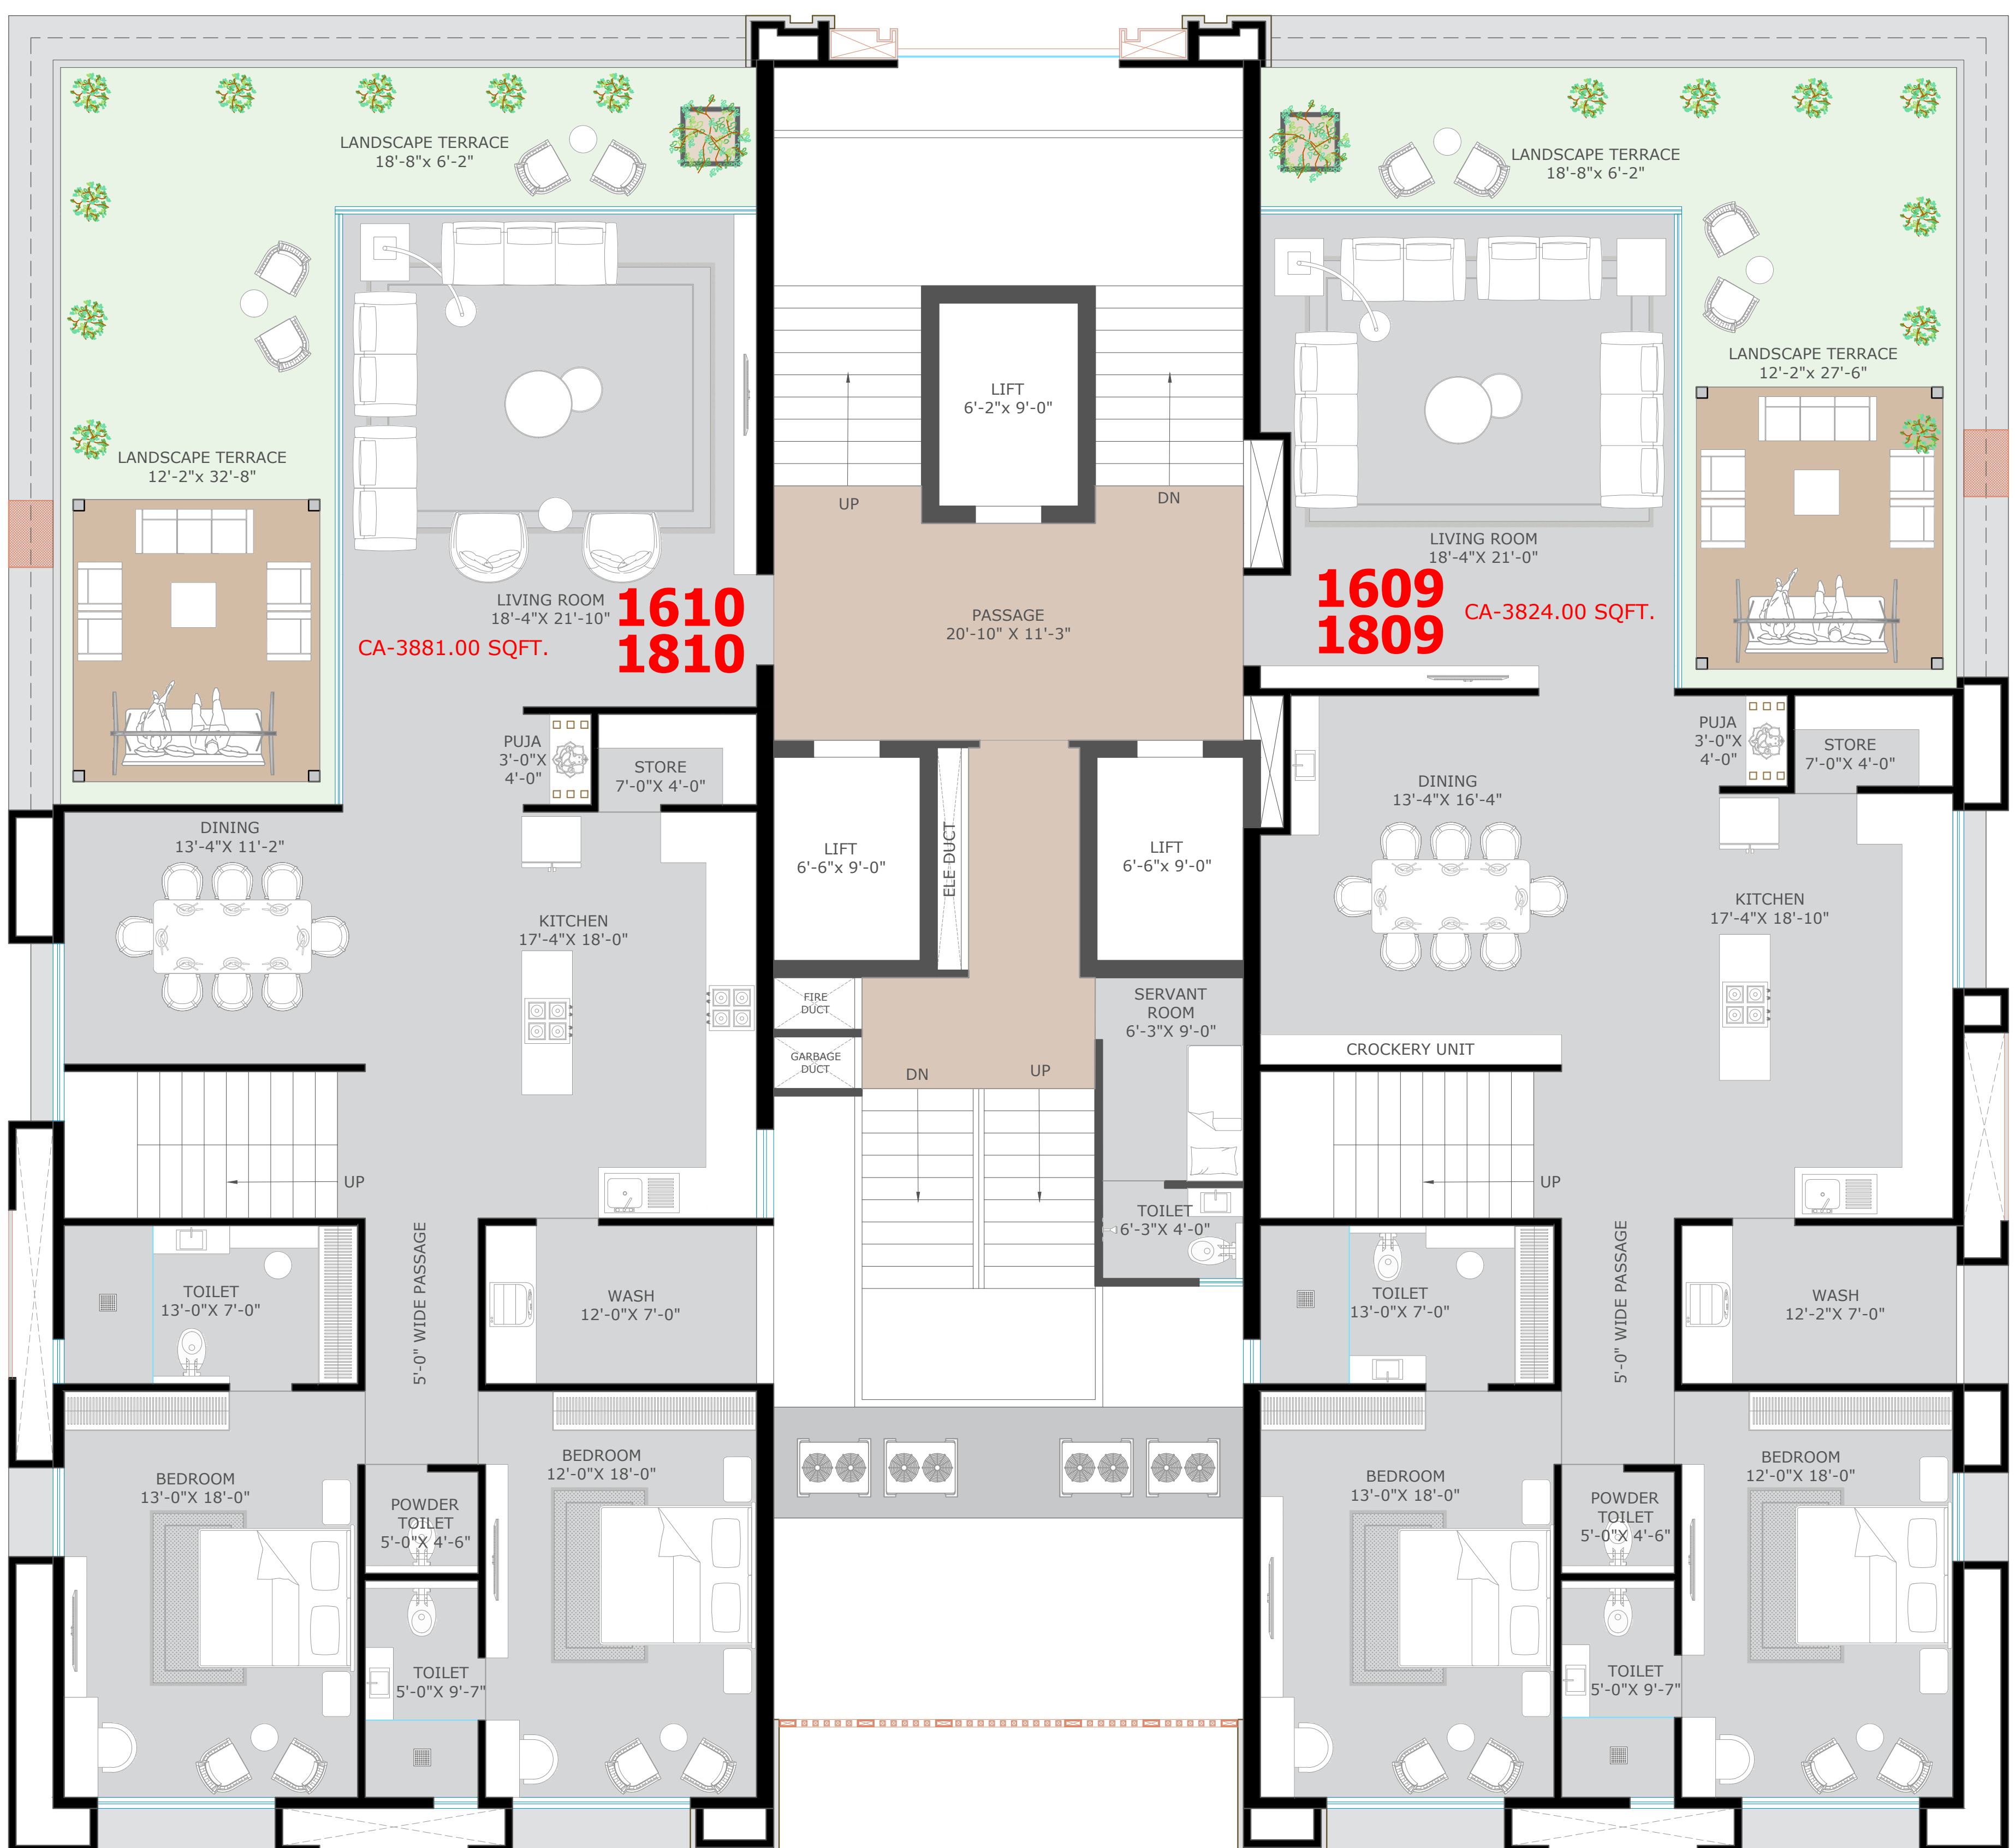 LANDSCAPE TERRACE
18'-8"x 6'-2"
LANDSCAPE TERRACE
12'-2"x 32'-8"
LIVING ROOM
18'-4"X 21'-10"
1610
1810
CA-3881.00 SQFT.
PUJA
3'-0"X
4'-0"
STORE
7'-0"X 4'-0"
DINING
13'-4"X 11'-2"
KITCHEN
17'-4"X 18'-0"
UP
5'-0" WIDE PASSAGE
TOILET
13'-0"X 7'-0"
WASH
12'-0"X 7'-0"
BEDROOM
13'-0"X 18'-0"
BEDROOM
12'-0"X 18'-0"
POWDER
TOILET
5'-0"X 4'-6"
TOILET
5'-0"X 9'-7"
LIFT
6'-2"x 9'-0"
UP
DN
PASSAGE
20'-10" X 11'-3"
LIFT
6'-6"x 9'-0"
ELE DUCT
LIFT
6'-6"x 9'-0"
FIRE
DUCT
GARBAGE
DUCT
DN
UP
SERVANT
ROOM
6'-3"X 9'-0"
TOILET
6'-3"X 4'-0"
LANDSCAPE TERRACE
18'-8"x 6'-2"
LANDSCAPE TERRACE
12'-2"x 27'-6"
LIVING ROOM
18'-4"X 21'-0"
1609
1809
CA-3824.00 SQFT.
PUJA
3'-0"X
4'-0"
STORE
7'-0"X 4'-0"
DINING
13'-4"X 16'-4"
KITCHEN
17'-4"X 18'-10"
CROCKERY UNIT
UP
5'-0" WIDE PASSAGE
TOILET
13'-0"X 7'-0"
WASH
12'-2"X 7'-0"
BEDROOM
13'-0"X 18'-0"
BEDROOM
12'-0"X 18'-0"
POWDER
TOILET
5'-0"X 4'-6"
TOILET
5'-0"X 9'-7"